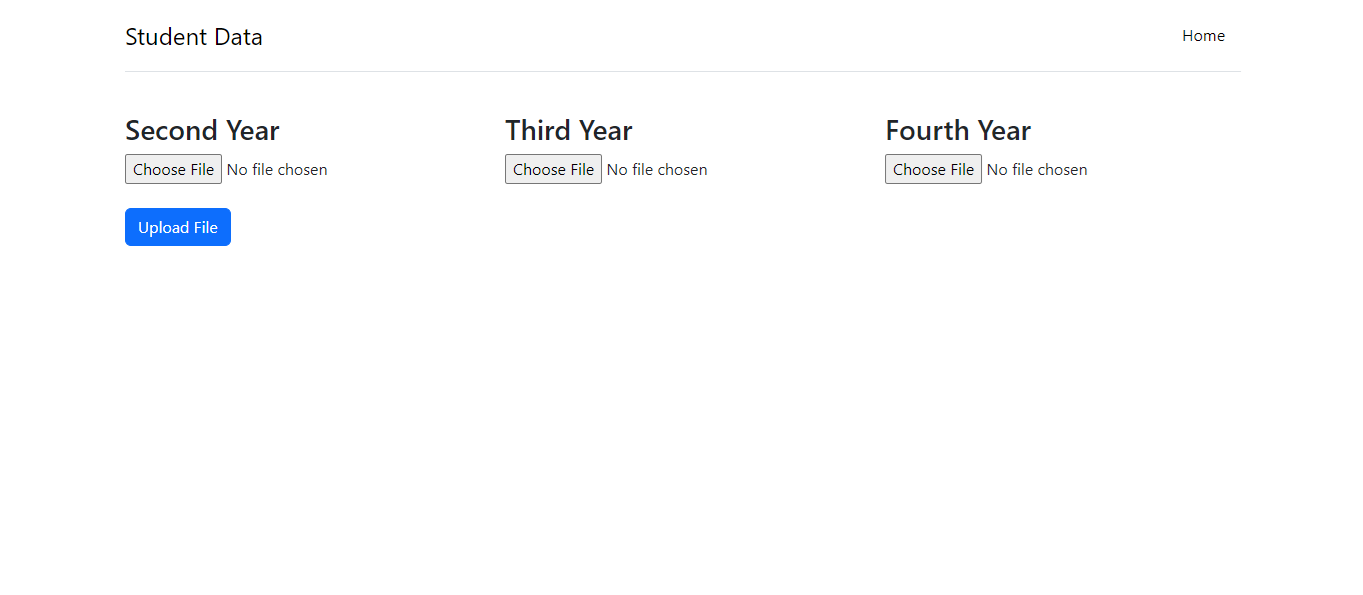 Student Data
Home
Second Year
Choose File No file chosen
Third Year
Choose File No file chosen
Fourth Year
Choose File No file chosen
Upload File